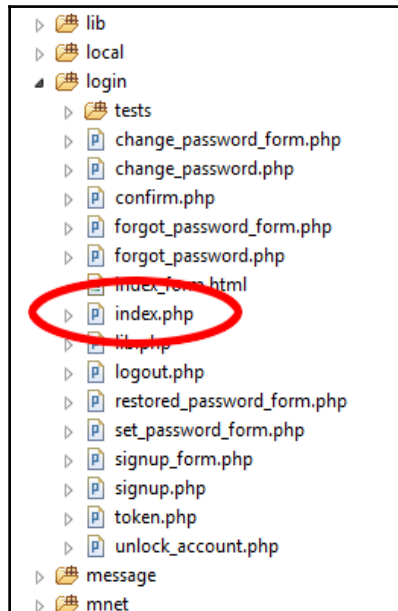 lib
local
login
tests
change_password_form.php
change_password.php
confirm.php
forgot_password_form.php
forgot_password.php
index_form.html
index.php
lib.php
logout.php
restored_password_form.php
set_password_form.php
signup_form.php
signup.php
token.php
unlock_account.php
message
mnet